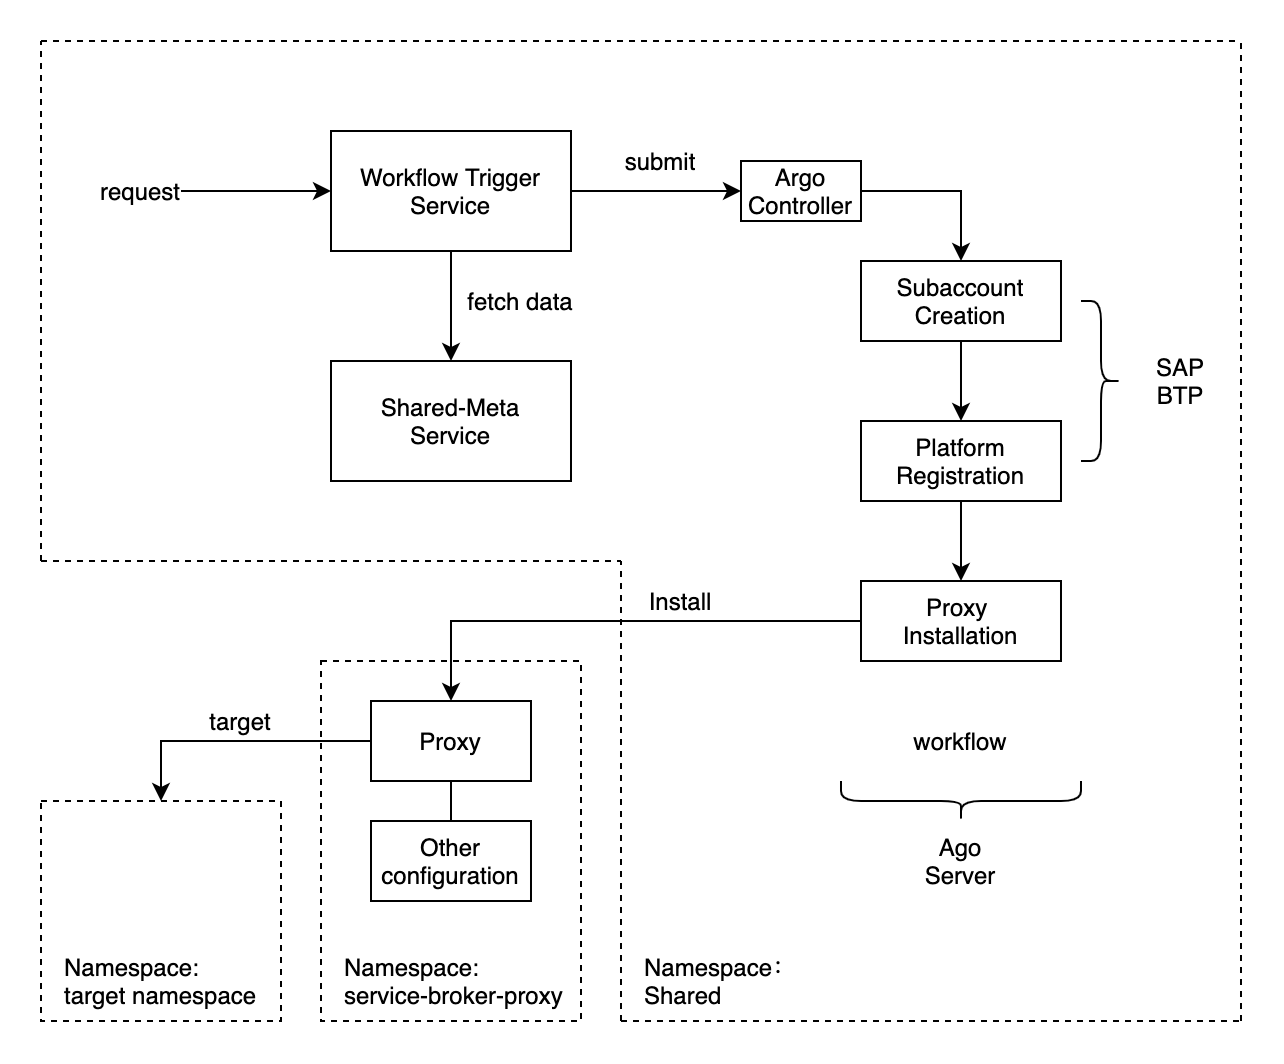 request
Workflow Trigger
Service
submit
Argo
Controller
fetch data
Shared-Meta
Service
Subaccount
Creation
SAP
BTP
Platform
Registration
Install
Proxy
Installation
target
Proxy
workflow
Other
configuration
Ago
Server
Namespace:
target namespace
Namespace:
service-broker-proxy
Namespace：
Shared